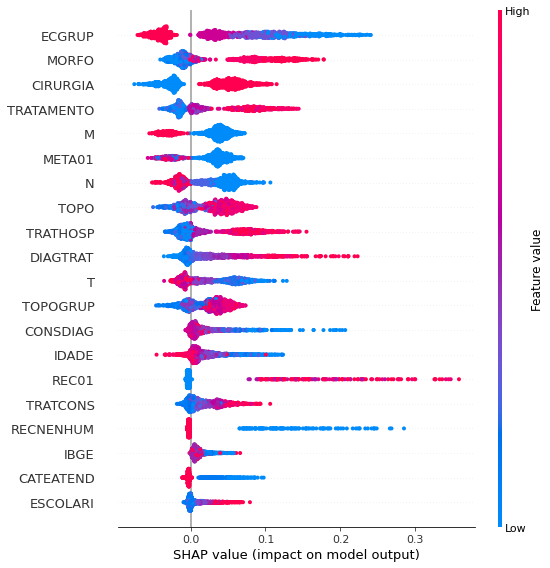 High
ECGRUP
MORFO
CIRURGIA
TRATAMENTO
M
META01
N
TOPO
TRATHOSP
DIAGTRAT
T
TOPOGRUP
CONSDIAG
IDADE
REC01
TRATCONS
RECNENHUM
IBGE
CATEATEND
ESCOLARI
Feature value
Low
0.0 0.1 0.2 0.3
SHAP value (impact on model output)